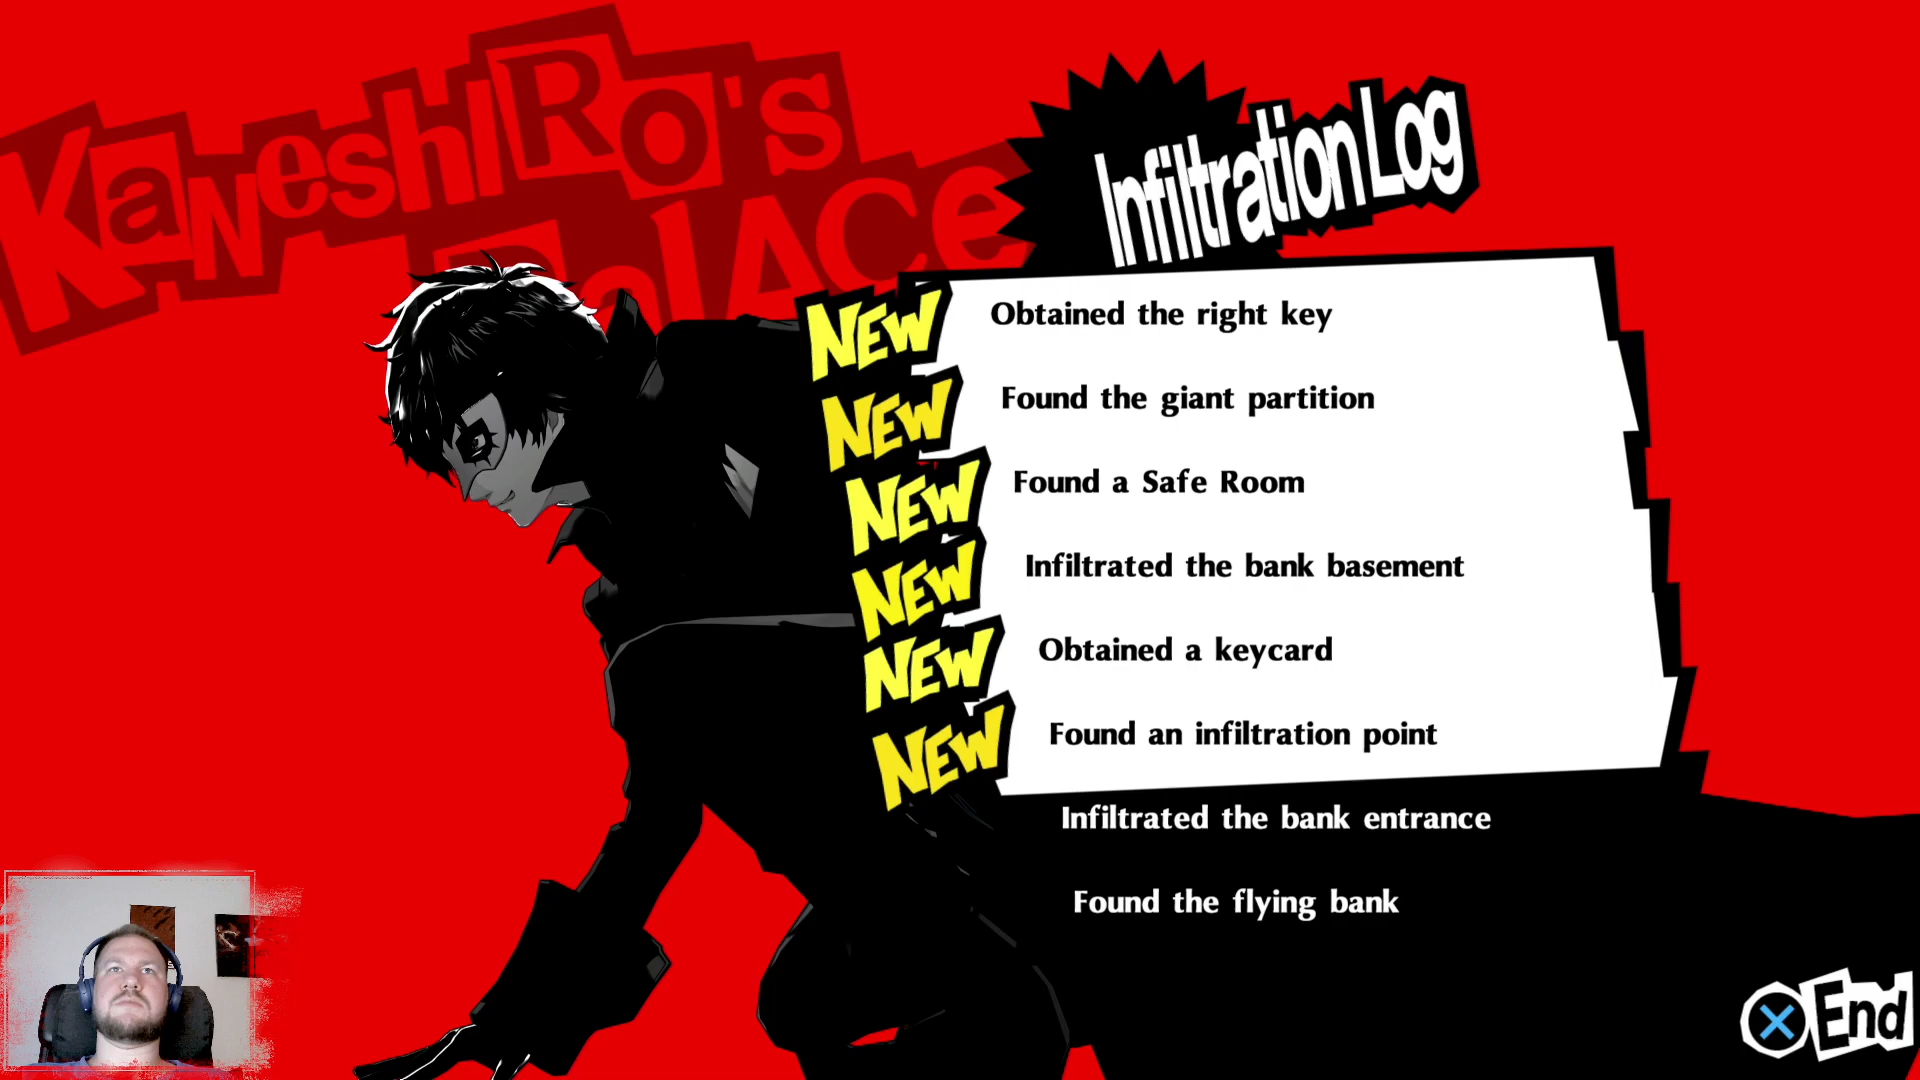 KaNeshIRo's
PalACe
Infiltration Log
NEW Obtained the right key
NEW Found the giant partition
NEW Found a Safe Room
NEW Infiltrated the bank basement
NEW Obtained a keycard
NEW Found an infiltration point
Infiltrated the bank entrance
Found the flying bank
End